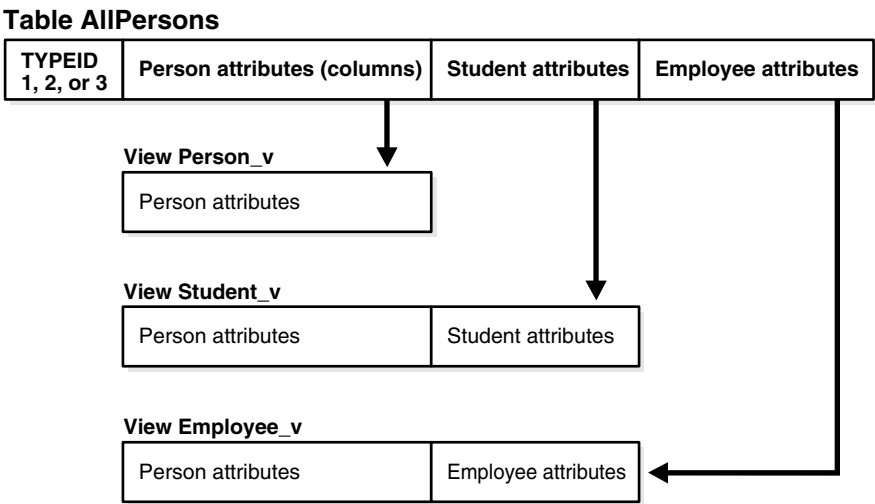 Table AllPersons
TYPEID
1, 2, or 3
Person attributes (columns)
Student attributes
Employee attributes
View Person_v
Person attributes
View Student_v
Person attributes
Student attributes
View Employee_v
Person attributes
Employee attributes